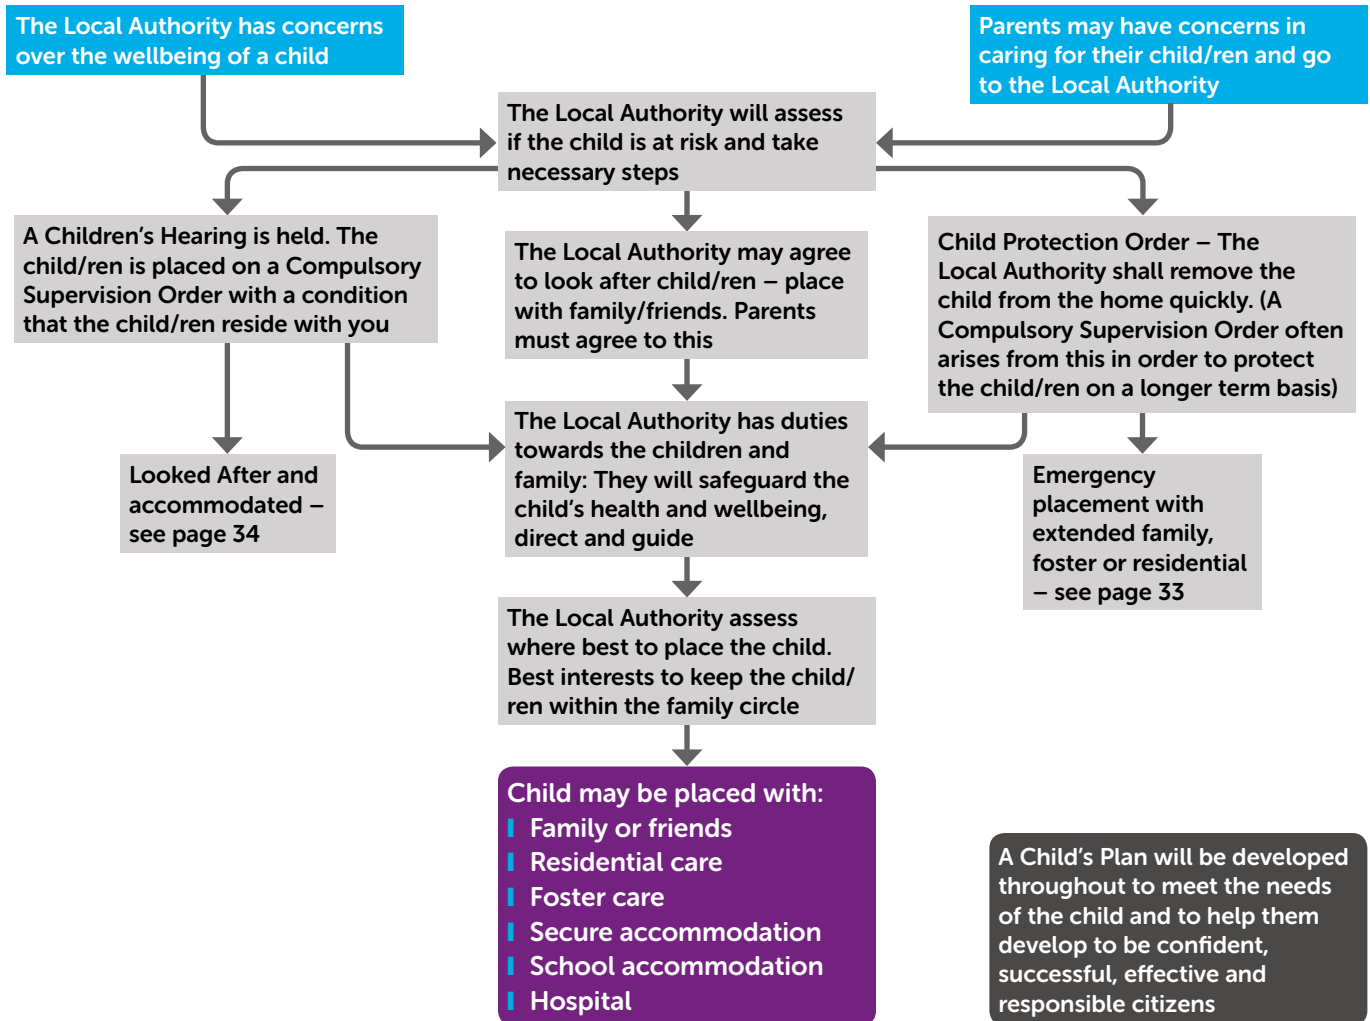 The Local Authority has concerns
over the wellbeing of a child
Parents may have concerns in
caring for their child/ren and go
to the Local Authority
The Local Authority will assess
if the child is at risk and take
necessary steps
A Children’s Hearing is held. The
child/ren is placed on a Compulsory
Supervision Order with a condition
that the child/ren reside with you
The Local Authority may agree
to look after child/ren – place
with family/friends. Parents
must agree to this
Child Protection Order – The
Local Authority shall remove the
child from the home quickly. (A
Compulsory Supervision Order often
arises from this in order to protect
the child/ren on a longer term basis)
Looked After and
accommodated –
see page 34
The Local Authority has duties
towards the children and
family: They will safeguard the
child’s health and wellbeing,
direct and guide
Emergency
placement with
extended family,
foster or residential
– see page 33
The Local Authority assess
where best to place the child.
Best interests to keep the child/
ren within the family circle
Child may be placed with:
Family or friends
Residential care
Foster care
Secure accommodation
School accommodation
Hospital
A Child’s Plan will be developed
throughout to meet the needs
of the child and to help them
develop to be confident,
successful, effective and
responsible citizens